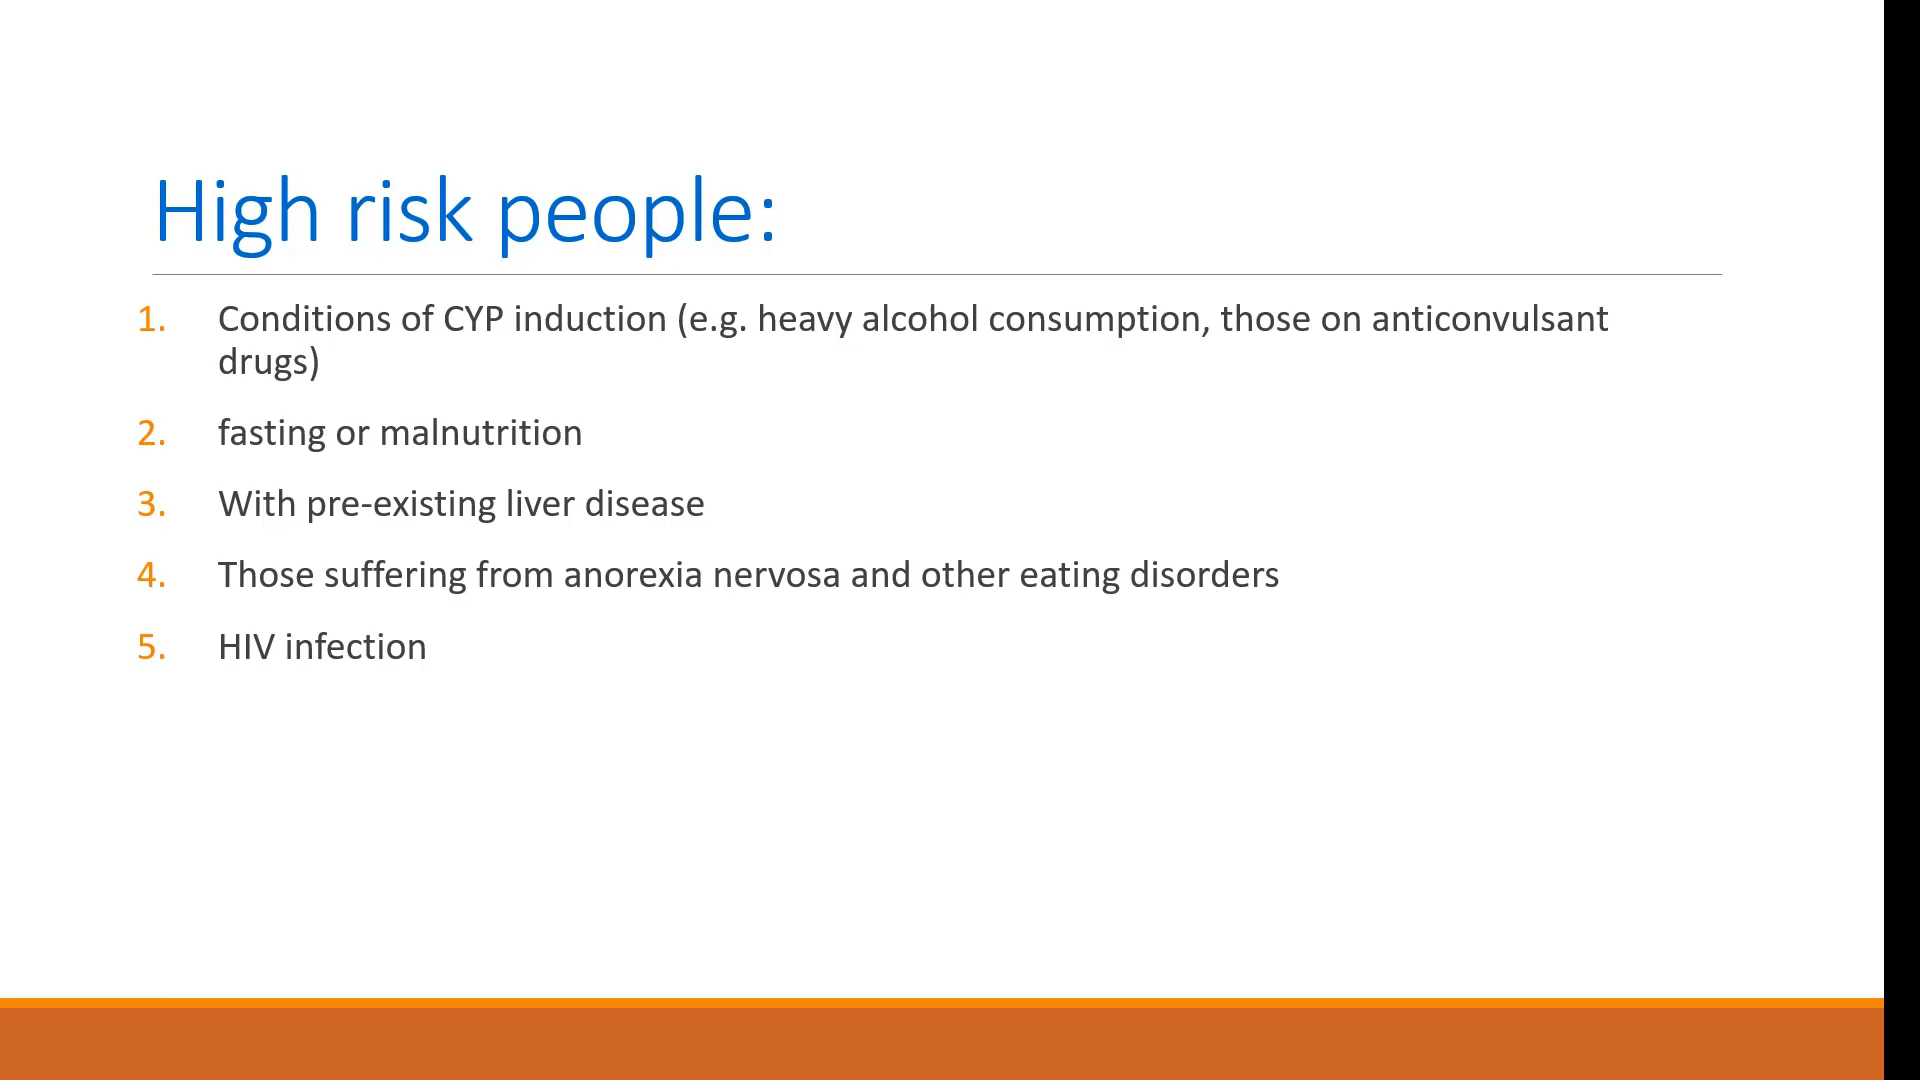 High risk people:
1. Conditions of CYP induction (e.g. heavy alcohol consumption, those on anticonvulsant
drugs)
2. fasting or malnutrition
3. With pre-existing liver disease
4. Those suffering from anorexia nervosa and other eating disorders
5. HIV infection